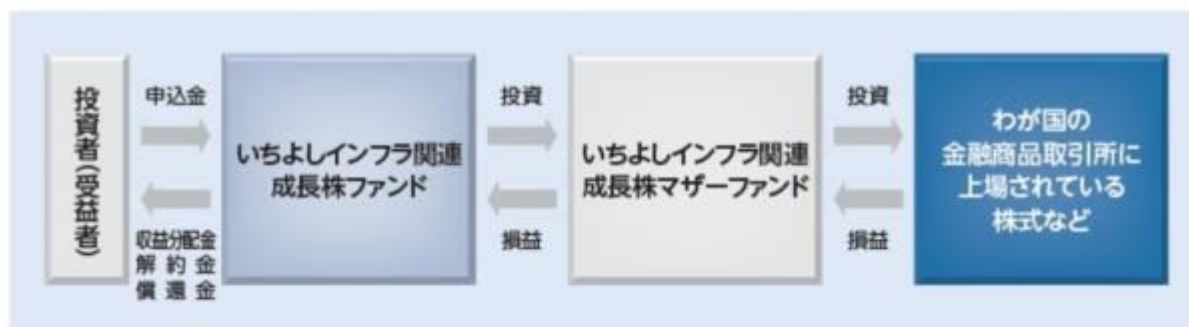 投資者(受益者)
申込金
収益分配金
解約金
償還金
いちよしインフラ関連
成長株ファンド
投資
損益
いちよしインフラ関連
成長株マザーファンド
投資
損益
わが国の
金融商品取引所に
上場されている
株式など